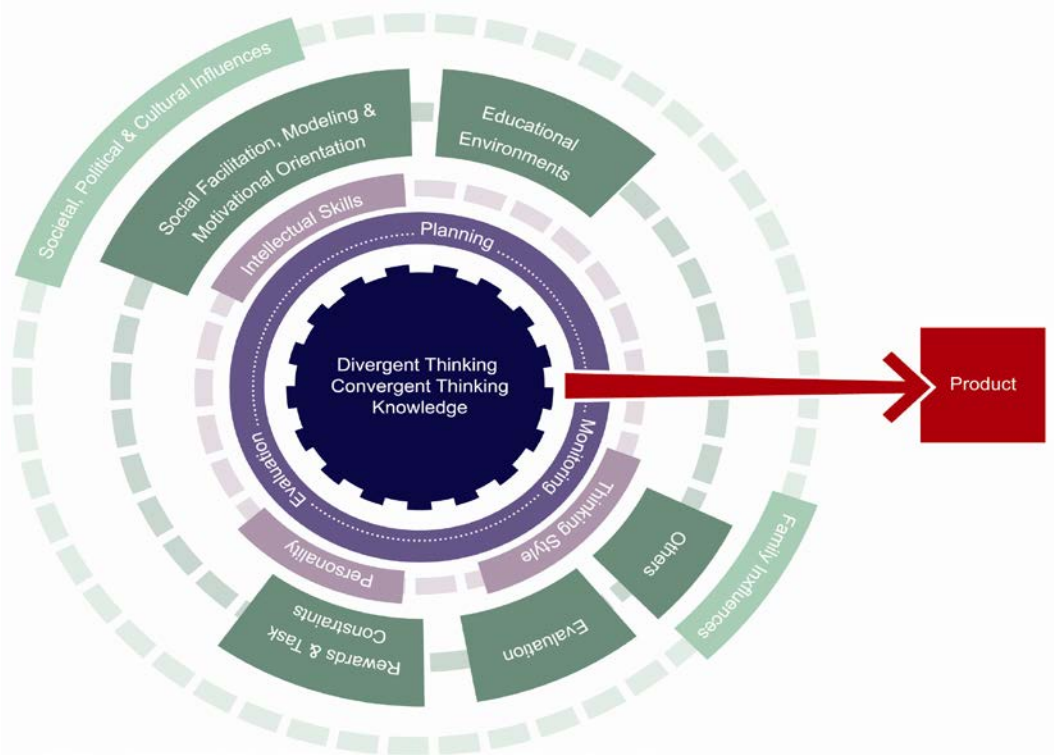 Societal, Political & Cultural Influences
Social Facilitation, Modeling &
Motivational Orientation
Educational
Environments
Intellectual Skills
Planning
Divergent Thinking
Convergent Thinking
Knowledge
Product
Monitoring
Evaluation
Thinking Style
Personality
Others
Family Inxfluences
Evaluation
Rewards & Task
Constraints